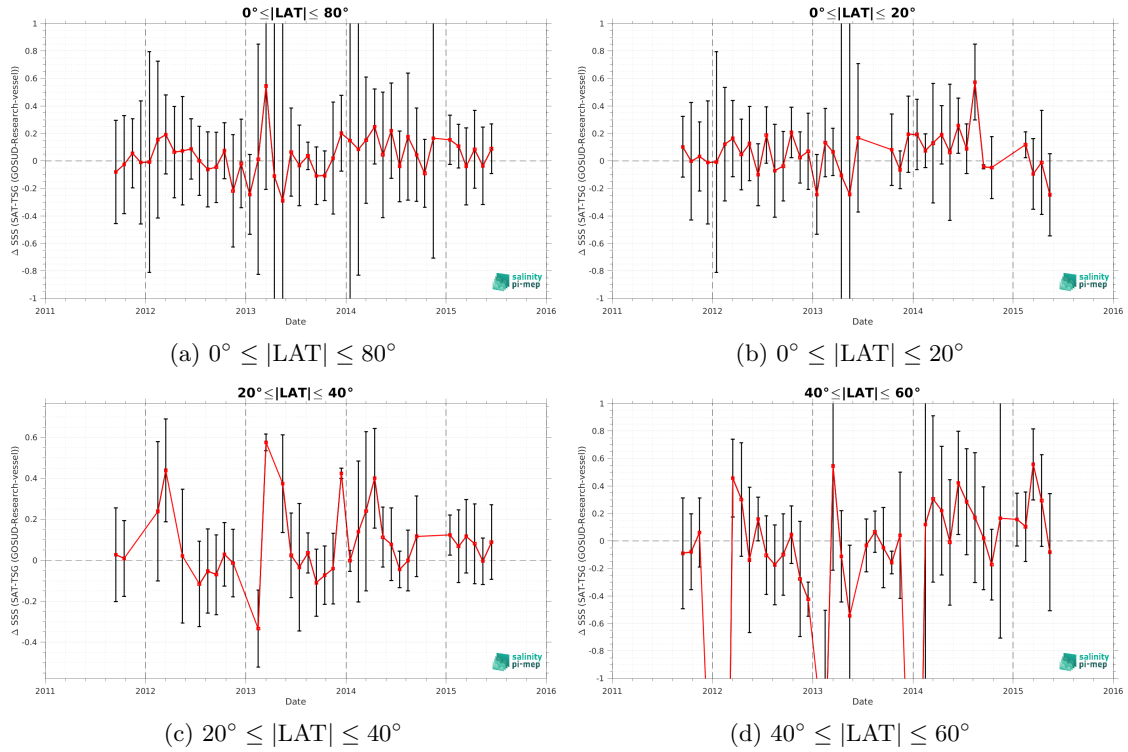 0°≤|LAT|≤ 80°
Δ SSS (SAT-TSG (GOSUD-Research-vessel))
1
0.8
0.6
0.4
0.2
0
-0.2
-0.4
-0.6
-0.8
-1
2011 2012 2013 2014 2015 2016
Date
salinity
pi-mep
(a) 0° ≤ |LAT| ≤ 80°
0°≤|LAT|≤ 20°
Δ SSS (SAT-TSG (GOSUD-Research-vessel))
1
0.8
0.6
0.4
0.2
0
-0.2
-0.4
-0.6
-0.8
-1
2011 2012 2013 2014 2015 2016
Date
salinity
pi-mep
(b) 0° ≤ |LAT| ≤ 20°
20°≤|LAT|≤ 40°
Δ SSS (SAT-TSG (GOSUD-Research-vessel))
0.6
0.4
0.2
0
-0.2
-0.4
2011 2012 2013 2014 2015 2016
Date
salinity
pi-mep
(c) 20° ≤ |LAT| ≤ 40°
40°≤|LAT|≤ 60°
Δ SSS (SAT-TSG (GOSUD-Research-vessel))
1
0.8
0.6
0.4
0.2
0
-0.2
-0.4
-0.6
-0.8
-1
2011 2012 2013 2014 2015 2016
Date
salinity
pi-mep
(d) 40° ≤ |LAT| ≤ 60°